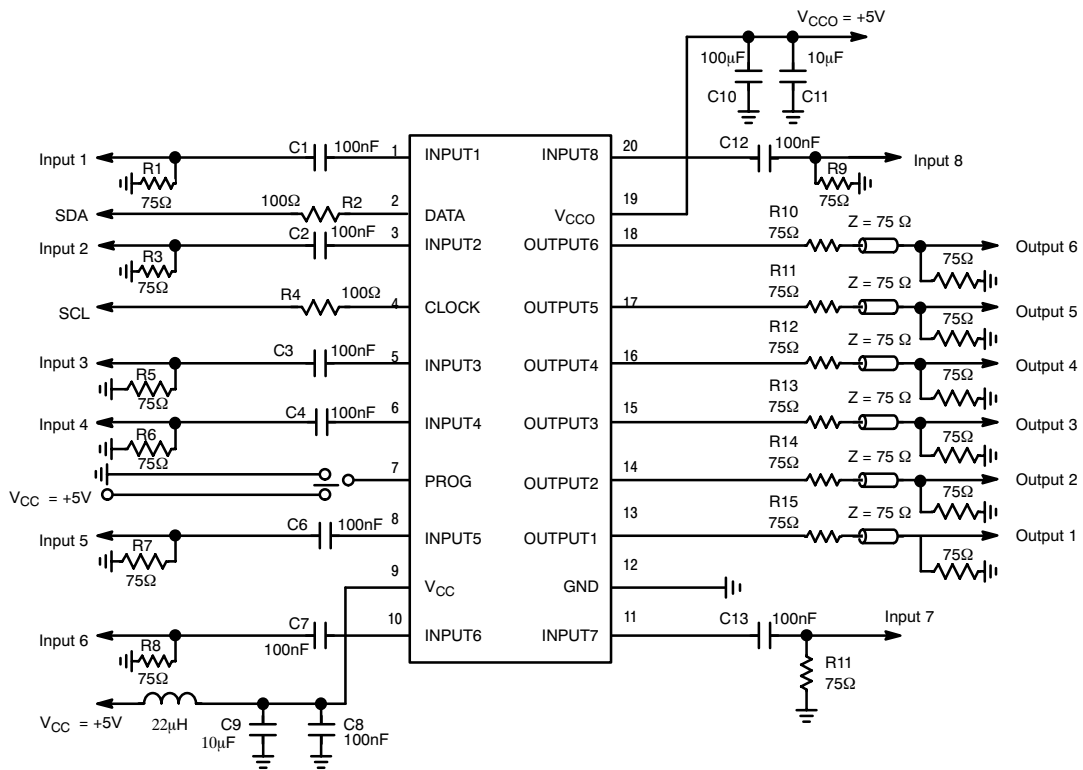 V_CCO = +5V
100μF
10μF
C10
C11
Input 1
R1
75Ω
C1
100nF
1
INPUT1
SDA
100Ω
R2
2
DATA
Input 2
R3
75Ω
C2
100nF
3
INPUT2
SCL
R4
100Ω
4
CLOCK
Input 3
R5
75Ω
C3
100nF
5
INPUT3
Input 4
R6
75Ω
C4
100nF
6
INPUT4
V_CC = +5V
7
PROG
Input 5
R7
75Ω
C6
100nF
8
INPUT5
9
V_CC
Input 6
R8
75Ω
C7
100nF
10
INPUT6
V_CC = +5V
22μH
C9
10μF
C8
100nF
INPUT8
20
C12
100nF
R9
75Ω
Input 8
V_CCO
19
OUTPUT6
18
R10
75Ω
Z = 75 Ω
75Ω
Output 6
OUTPUT5
17
R11
75Ω
Z = 75 Ω
75Ω
Output 5
OUTPUT4
16
R12
75Ω
Z = 75 Ω
75Ω
Output 4
OUTPUT3
15
R13
75Ω
Z = 75 Ω
75Ω
Output 3
OUTPUT2
14
R14
75Ω
Z = 75 Ω
75Ω
Output 2
OUTPUT1
13
R15
75Ω
Z = 75 Ω
75Ω
Output 1
GND
12
INPUT7
11
C13
100nF
R11
75Ω
Input 7